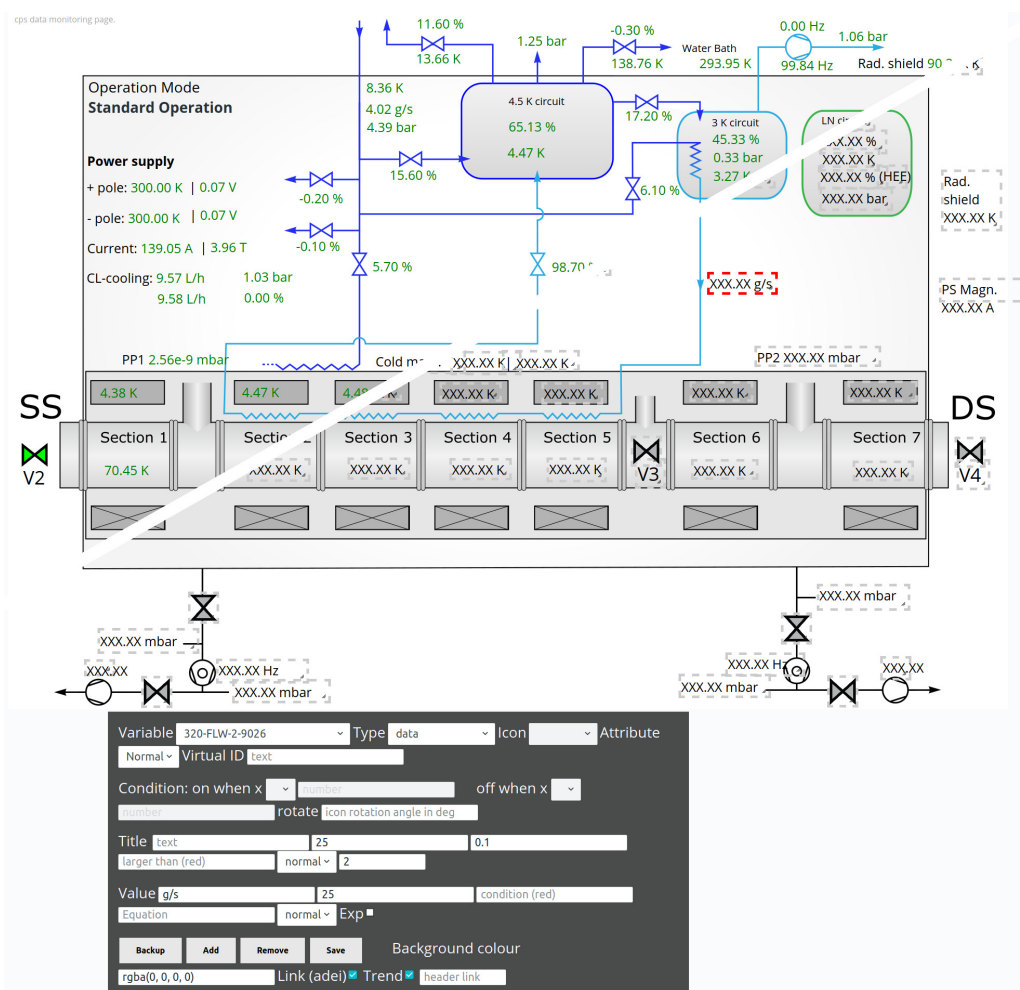 cps data monitoring page.
11.60 %
13.66 K
1.25 bar
-0.30 %
138.76 K
Water Bath
293.95 K
0.00 Hz
99.84 Hz
1.06 bar
Rad. shield 90
K
Operation Mode
Standard Operation
8.36 K
4.02 g/s
4.39 bar
4.5 K circuit
65.13 %
4.47 K
17.20 %
3 K circuit
45.33 %
0.33 bar
3.27 K
LN
XX.XX %
XXX.XX K
XXX.XX % (HEE)
XXX.XX bar
Power supply
+ pole: 300.00 K | 0.07 V
- pole: 300.00 K | 0.07 V
Current: 139.05 A | 3.96 T
CL-cooling: 9.57 L/h 1.03 bar
9.58 L/h 0.00 %
15.60 %
-0.20 %
-0.10 %
6.10 %
5.70 %
98.70
Rad.
shield
XXX.XX K
XXX.XX g/s
PS Magn.
XXX.XX A
PP1 2.56e-9 mbar
Cold
XXX.XX K | XXX.XX K
PP2 XXX.XX mbar
4.38 K
4.47 K
4.48
XXX.XX K
XXX.XX K
XXX.XX K
XXX.XX K
SS
DS
Section 1
Section 2
Section 3
Section 4
Section 5
Section 6
Section 7
70.45 K
XXX.XX K
XXX.XX K
XXX.XX K
XXX.XX K
XXX.XX K
XXX.XX K
V2
V3
V4
XXX.XX mbar
XXX.XX mbar
XXX.XX
XXX.XX Hz
XXX.XX mbar
XXX.XX Hz
XXX.XX
XXX.XX mbar
Variable 320-FLW-2-9026 Type data Icon Attribute
Normal Virtual ID text
Condition: on when x number off when x
number rotate icon rotation angle in deg
Title text 25 0.1
larger than (red) normal 2
Value g/s 25 condition (red)
Equation normal Exp
Backup Add Remove Save Background colour
rgba(0, 0, 0, 0) Link (adei) Trend header link